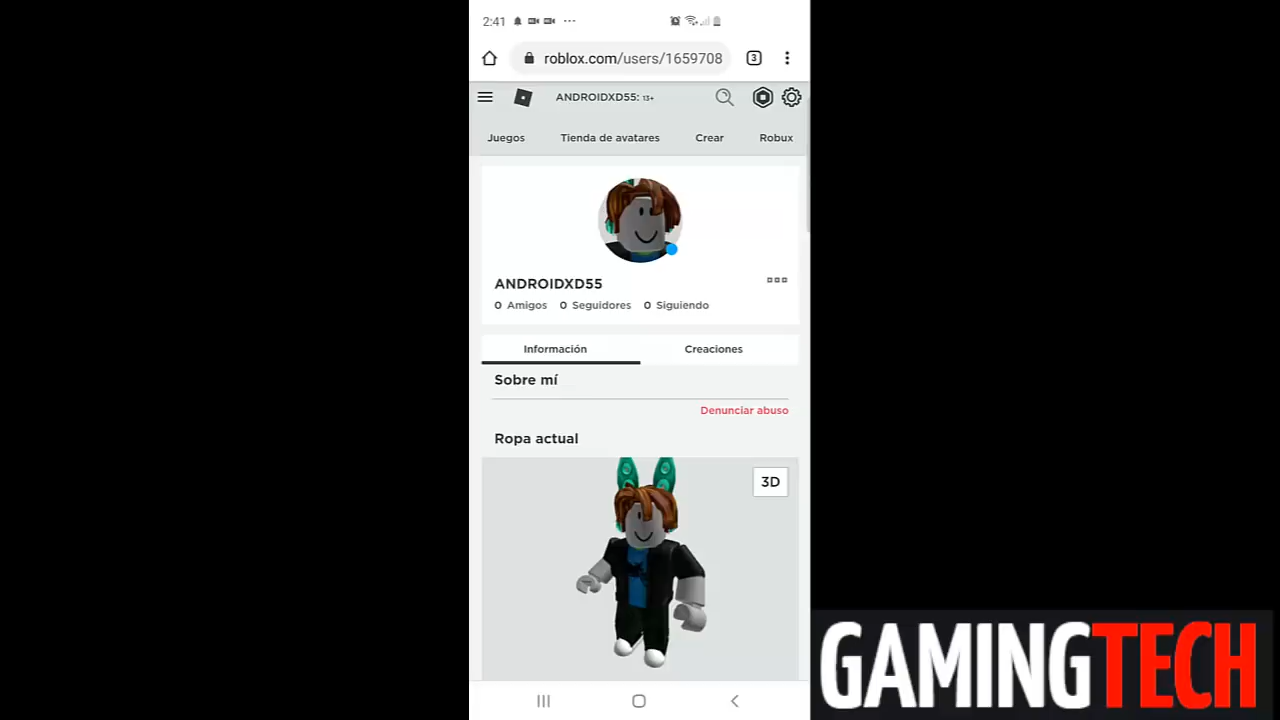 2:41
roblox.com/users/1659708
3
ANDROIDXD55: 13+
Juegos Tienda de avatares Crear Robux
ANDROIDXD55
0 Amigos 0 Seguidores 0 Siguiendo
Información Creaciones
Sobre mí
Denunciar abuso
Ropa actual
3D
GAMINGTECH